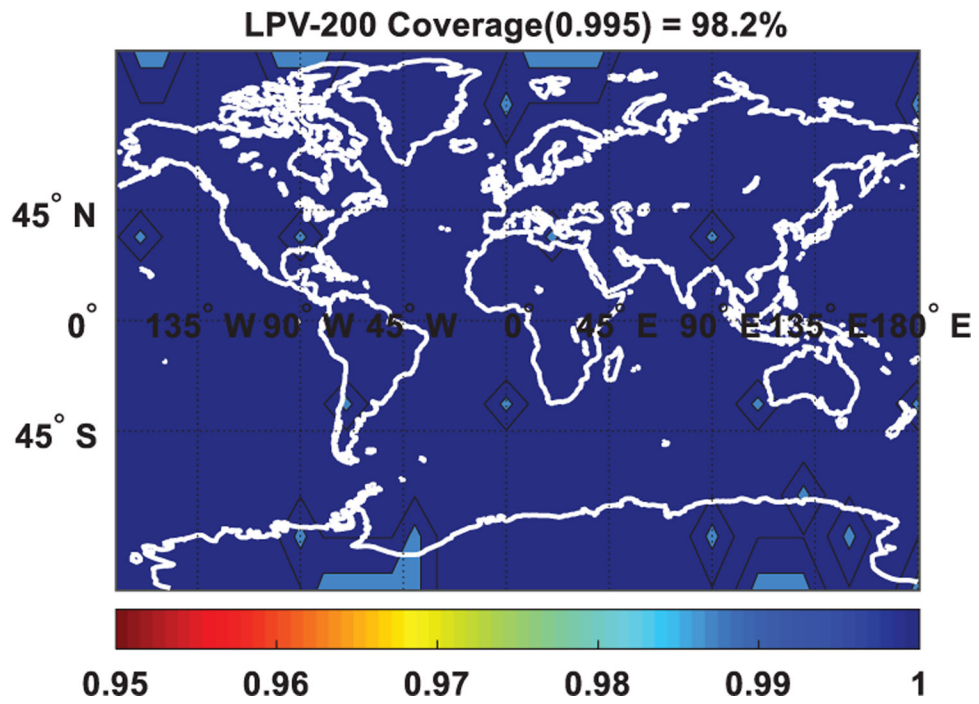 LPV-200 Coverage(0.995) = 98.2%
45° N
0° 135° W 90° W 45° W 0° 45° E 90° E 135° E 180° E
45° S
0.95 0.96 0.97 0.98 0.99 1